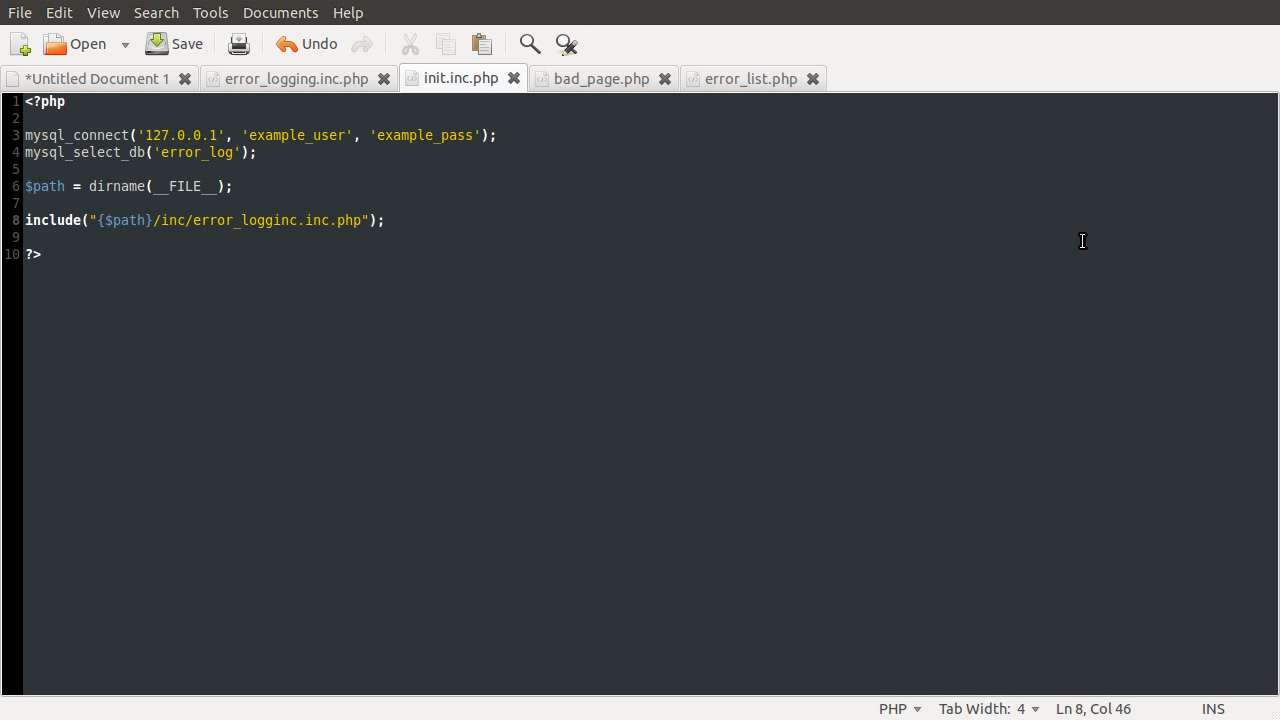 File Edit View Search Tools Documents Help
Open Save Undo
*Untitled Document 1 error_logging.inc.php init.inc.php bad_page.php error_list.php
1 <?php
2
3 mysql_connect('127.0.0.1', 'example_user', 'example_pass');
4 mysql_select_db('error_log');
5
6 $path = dirname(__FILE__);
7
8 include("{$path}/inc/error_logginc.inc.php");
9
10 ?>
PHP Tab Width: 4 Ln 8, Col 46 INS